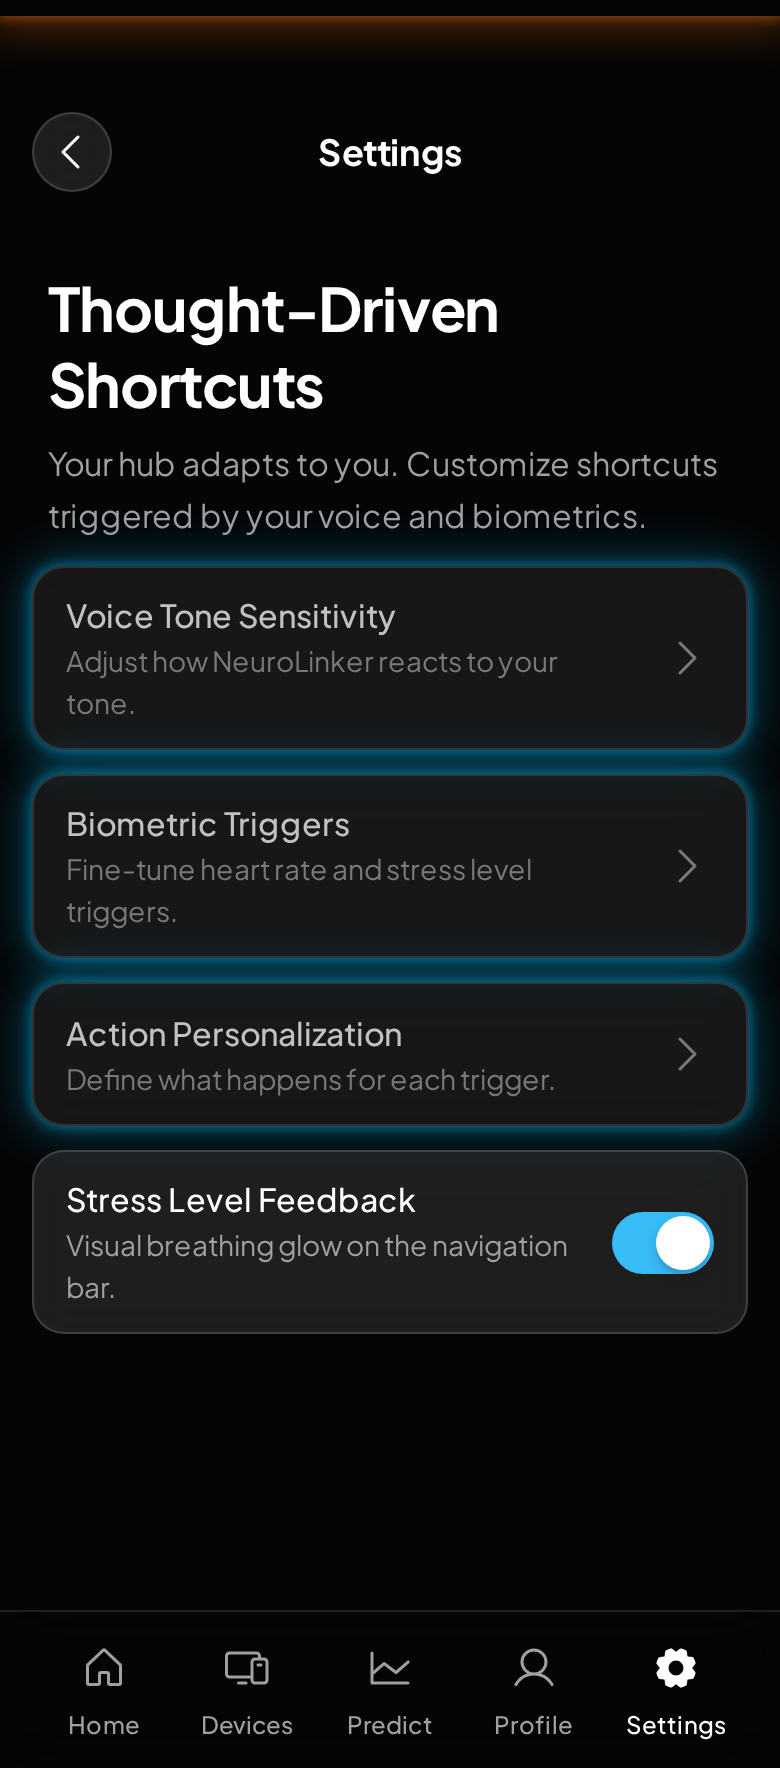 Settings
Thought-Driven
Shortcuts
Your hub adapts to you. Customize shortcuts
triggered by your voice and biometrics.
Voice Tone Sensitivity
Adjust how NeuroLinker reacts to your
tone.
Biometric Triggers
Fine-tune heart rate and stress level
triggers.
Action Personalization
Define what happens for each trigger.
Stress Level Feedback
Visual breathing glow on the navigation
bar.
Home
Devices
Predict
Profile
Settings